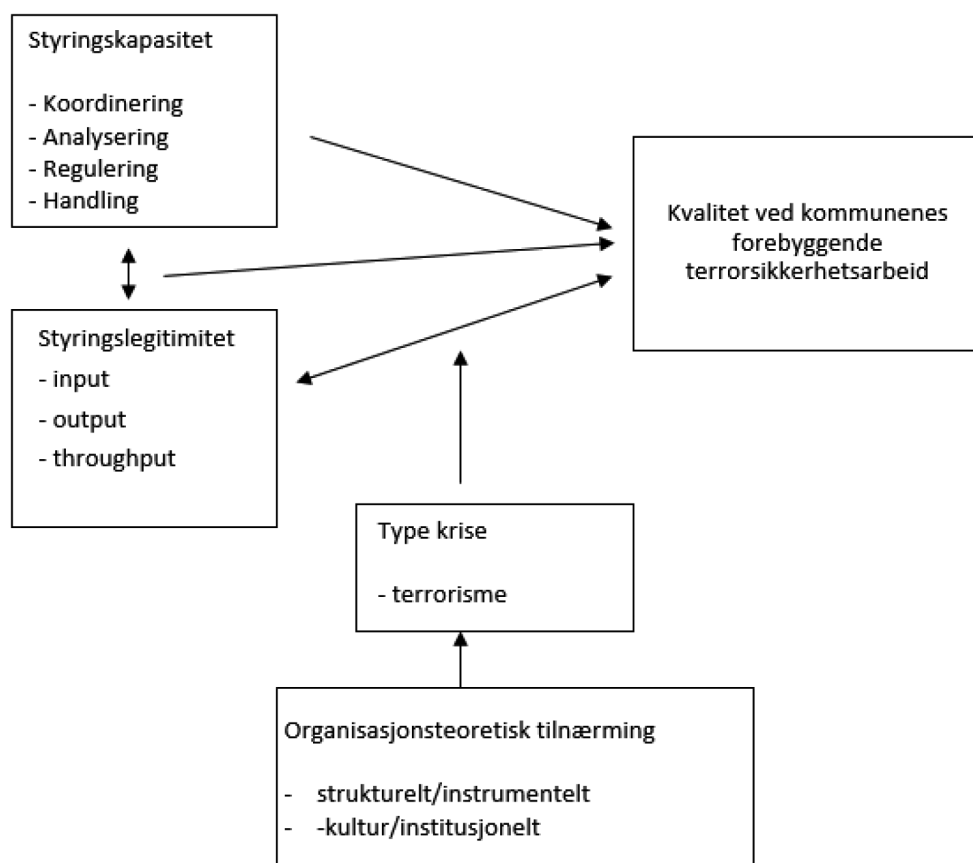 Styringskapasitet
- Koordinering
- Analysering
- Regulering
- Handling
Kvalitet ved kommunenes
forebyggende
terrorsikkerhetsarbeid
Styringslegitimitet
- input
- output
- throughput
Type krise
- terrorisme
Organisasjonsteoretisk tilnærming
- strukturelt/instrumentelt
- -kultur/institusjonelt